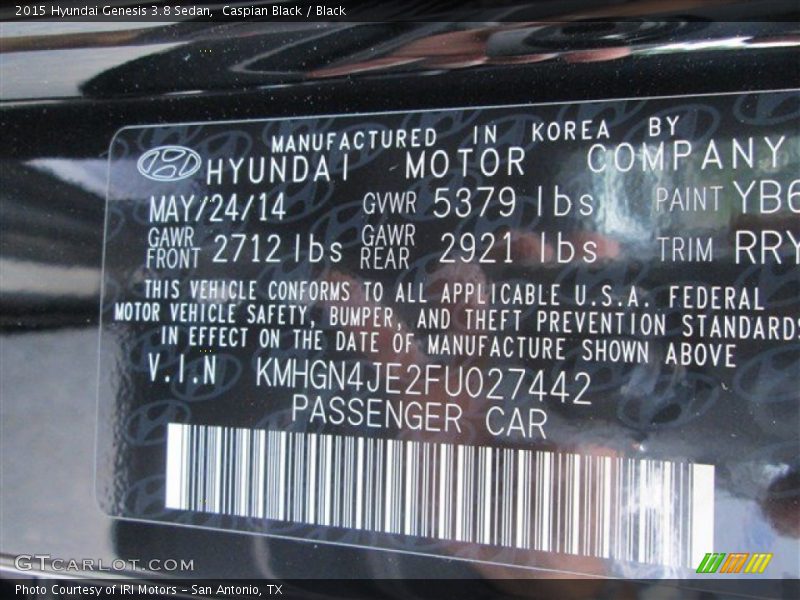 2015 Hyundai Genesis 3.8 Sedan,  Caspian Black / Black
MANUFACTURED IN KOREA BY
HYUNDAI MOTOR COMPANY
MAY/24/14 GVWR 5379 lbs PAINT YB6
GAWR FRONT 2712 lbs GAWR REAR 2921 lbs TRIM RRY
THIS VEHICLE CONFORMS TO ALL APPLICABLE U.S.A. FEDERAL
MOTOR VEHICLE SAFETY, BUMPER, AND THEFT PREVENTION STANDARDS
IN EFFECT ON THE DATE OF MANUFACTURE SHOWN ABOVE
V.I.N KMHGN4JE2FU027442
PASSENGER CAR
GTCARLOT.COM
Photo Courtesy of IRI Motors – San Antonio, TX